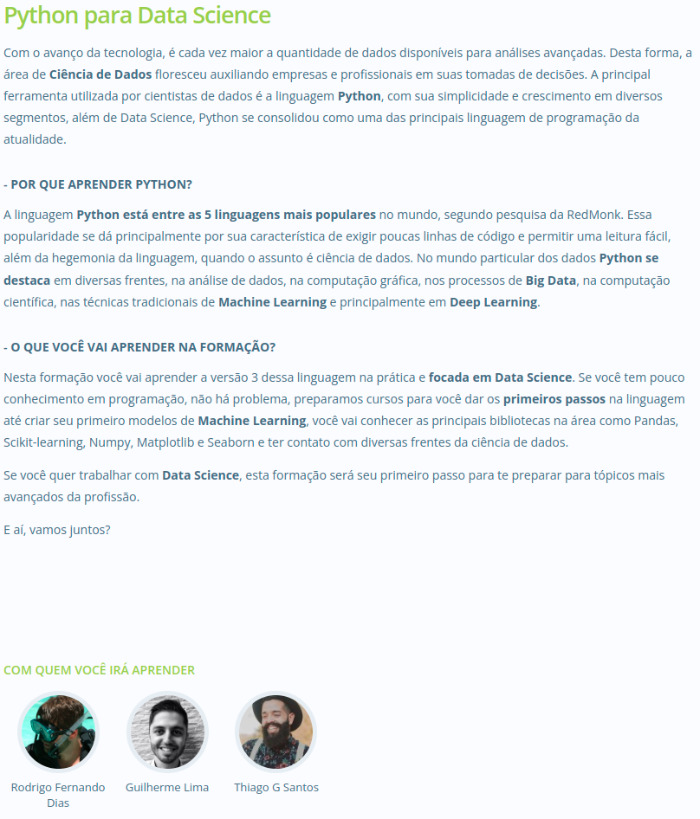 Python para Data Science
Com o avanço da tecnologia, é cada vez maior a quantidade de dados disponíveis para análises avançadas. Desta forma, a
área de Ciência de Dados floresceu auxiliando empresas e profissionais em suas tomadas de decisões. A principal
ferramenta utilizada por cientistas de dados é a linguagem Python, com sua simplicidade e crescimento em diversos
segmentos, além de Data Science, Python se consolidou como uma das principais linguagem de programação da
atualidade.
- POR QUE APRENDER PYTHON?
A linguagem Python está entre as 5 linguagens mais populares no mundo, segundo pesquisa da RedMonk. Essa
popularidade se dá principalmente por sua característica de exigir poucas linhas de código e permitir uma leitura fácil,
além da hegemonia da linguagem, quando o assunto é ciência de dados. No mundo particular dos dados Python se
destaca em diversas frentes, na análise de dados, na computação gráfica, nos processos de Big Data, na computação
científica, nas técnicas tradicionais de Machine Learning e principalmente em Deep Learning.
- O QUE VOCÊ VAI APRENDER NA FORMAÇÃO?
Nesta formação você vai aprender a versão 3 dessa linguagem na prática e focada em Data Science. Se você tem pouco
conhecimento em programação, não há problema, preparamos cursos para você dar os primeiros passos na linguagem
até criar seu primeiro modelos de Machine Learning, você vai conhecer as principais bibliotecas na área como Pandas,
Scikit-learning, Numpy, Matplotlib e Seaborn e ter contato com diversas frentes da ciência de dados.
Se você quer trabalhar com Data Science, esta formação será seu primeiro passo para te preparar para tópicos mais
avançados da profissão.
E aí, vamos juntos?
COM QUEM VOCÊ IRÁ APRENDER
Rodrigo Fernando Dias
Guilherme Lima
Thiago G Santos